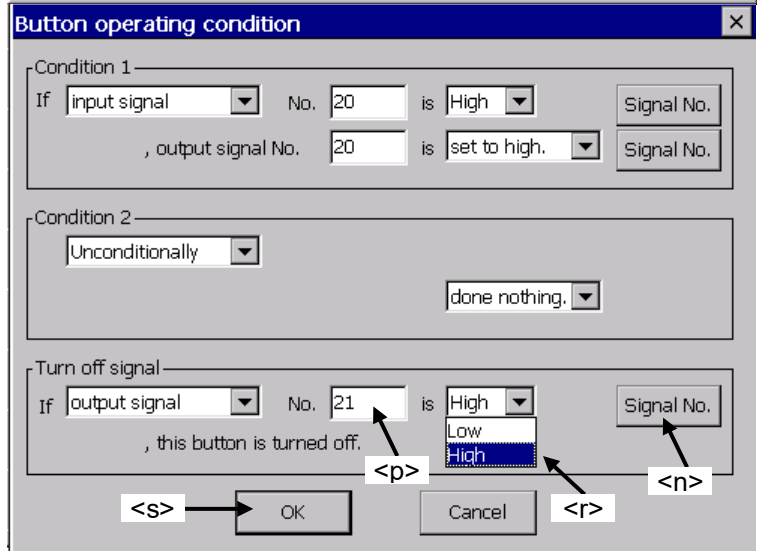 Button operating condition
Condition 1
If input signal No. 20 is High Signal No.
, output signal No. 20 is set to high. Signal No.
Condition 2
Unconditionally
done nothing.
Turn off signal
If output signal No. 21 is High Signal No.
Low
, this button is turned off.
High
<p>
<n>
<s> OK Cancel <r>